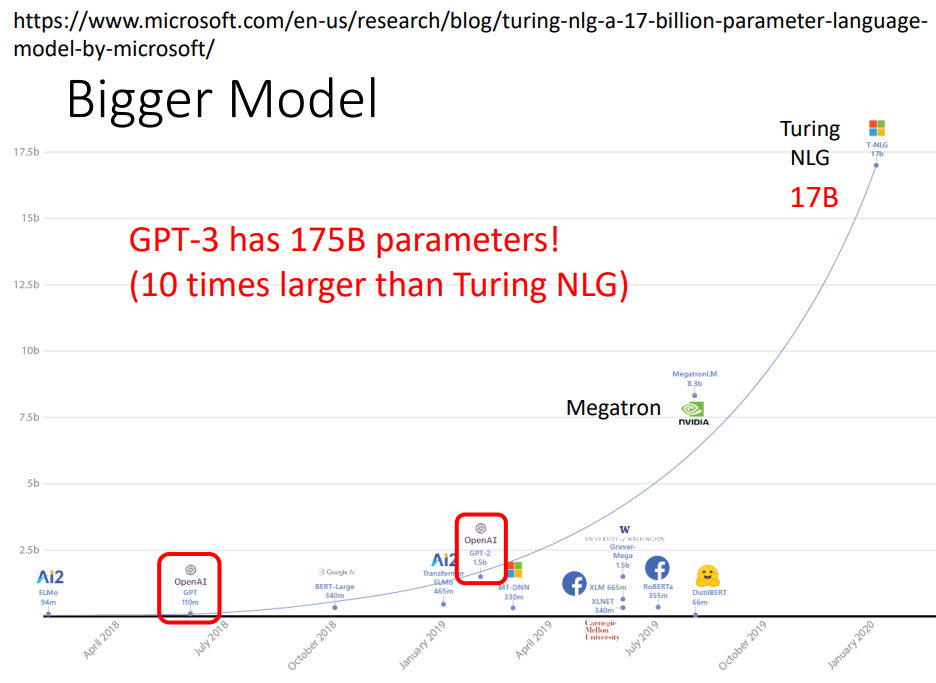 https://www.microsoft.com/en-us/research/blog/turing-nlg-a-17-billion-parameter-language-
model-by-microsoft/
Bigger Model
Turing
NLG
17B
T-NLG
17b
17.5b
15b
GPT-3 has 175B parameters!
(10 times larger than Turing NLG)
12.5b
10b
MegatronLM
8.3b
Megatron
NVIDIA.
7.5b
5b
2.5b
AI2
ELMo
94m
OpenAI
GPT
110m
Google AI
BERT-Large
340m
AI2
Transformer
ELMo
465m
OpenAI
GPT-2
1.5b
MT-DNN
330m
W
UNIVERSITY of WASHINGTON
Grover-
Mega
1.5b
XLM 665m
XLNET
340m
Carnegie
Mellon
University
RoBERTa
355m
DistilBERT
66m
April 2018
July 2018
October 2018
January 2019
April 2019
July 2019
October 2019
January 2020